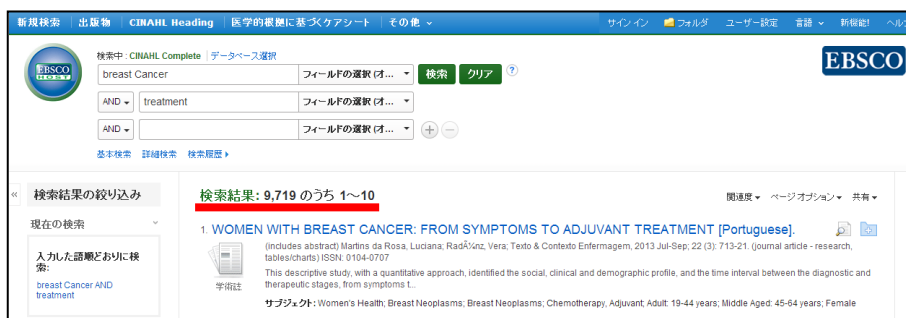 新規検索 出版物 CINAHL Heading 医学的根拠に基づくケアシート その他
サインイン フォルダ ユーザー設定 言語 新機能! ヘル
検索中: CINAHL Complete データベース選択
EBSCO HOST
breast Cancer フィールドの選択 (オ... 検索 クリア ?
EBSCO
AND treatment フィールドの選択 (オ...
AND フィールドの選択 (オ...
基本検索 詳細検索 検索履歴
« 検索結果の絞り込み
検索結果: 9,719 のうち 1~10
関連度 ページ オプション 共有
現在の検索
入力した語順どおりに検
索:
breast Cancer AND
treatment
1. WOMEN WITH BREAST CANCER: FROM SYMPTOMS TO ADJUVANT TREATMENT [Portuguese].
(includes abstract) Martins da Rosa, Luciana; RadÃ¼nz, Vera; Texto & Contexto Enfermagem, 2013 Jul-Sep; 22 (3): 713-21. (journal article - research,
tables/charts) ISSN: 0104-0707
学術誌
This descriptive study, with a quantitative approach, identified the social, clinical and demographic profile, and the time interval between the diagnostic and
therapeutic stages, from symptoms t...
サブジェクト: Women's Health; Breast Neoplasms; Breast Neoplasms; Chemotherapy, Adjuvant; Adult: 19-44 years; Middle Aged: 45-64 years; Female